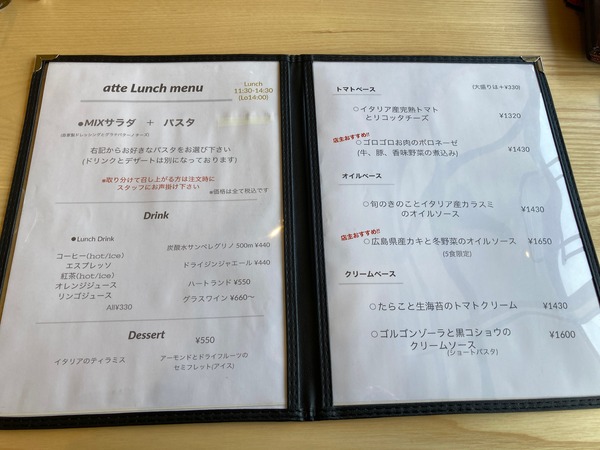 atte Lunch menu
Lunch
11:30-14:30
(Lo14:00)
●MIXサラダ + パスタ
右記からお好きなパスタをお選び下さい
(ドリンクとデザートは別になっております)
※取り分けて召し上がる方は注文時に
スタッフにお声掛け下さい
※価格は全て税込です
Drink
●Lunch Drink
コーヒー(hot/ice)
エスプレッソ
紅茶(hot/ice)
オレンジジュース
リンゴジュース
All¥330
炭酸水サンペレグリノ 500m ¥440
ドライジンジャエール ¥440
ハートランド ¥550
グラスワイン ¥660〜
Dessert ¥550
イタリアのティラミス
アーモンドとドライフルーツの
セミフレット(アイス)
トマトベース (大盛りは+¥330)
○イタリア産完熟トマト
とリコッタチーズ ¥1320
店主おすすめ!!
○ゴロゴロお肉のボロネーゼ
(牛、豚、香味野菜の煮込み) ¥1430
オイルベース
○旬のきのことイタリア産カラスミ
のオイルソース ¥1430
店主おすすめ!!
○広島県産カキと冬野菜のオイルソース ¥1650
(5食限定)
クリームベース
○たらこと生海苔のトマトクリーム ¥1430
○ゴルゴンゾーラと黒コショウの
クリームソース ¥1600
(ショートパスタ)